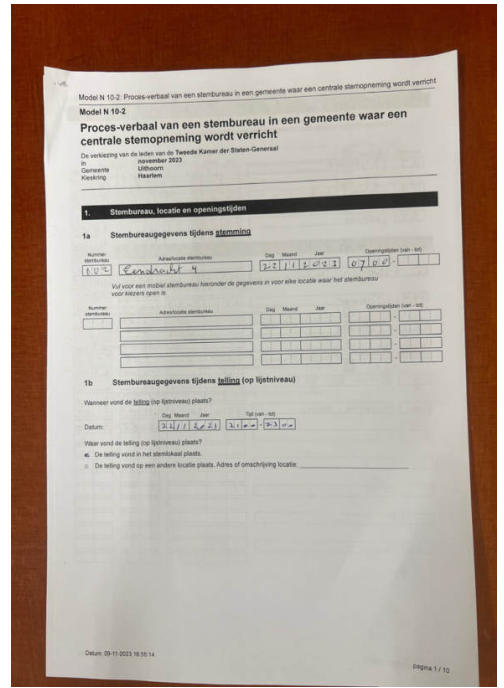 Model N 10-2: Proces-verbaal van een stembureau in een gemeente waar een centrale stemopneming wordt verricht
Model N 10-2
Proces-verbaal van een stembureau in een gemeente waar een
centrale stemopneming wordt verricht
De verkiezing van de leden van de Tweede Kamer der Staten-Generaal
in november 2023
Gemeente Uithoorn
Kieskring Haarlem
1. Stembureau, locatie en openingstijden
1a Stembureaugegevens tijdens stemming
Nummer stembureau Adres/locatie stembureau Dag Maand Jaar Openingstijden (van - tot)
002 Eendracht 4 22 11 2023 07 00 -
Vul voor een mobiel stembureau hieronder de gegevens in voor elke locatie waar het stembureau
voor kiezers open is.
Nummer stembureau Adres/locatie stembureau Dag Maand Jaar Openingstijden (van - tot)
1b Stembureaugegevens tijdens telling (op lijstniveau)
Wanneer vond de telling (op lijstniveau) plaats?
Dag Maand Jaar Tijd (van - tot)
Datum: 22 11 2023 21 00 - 23 00
Waar vond de telling (op lijstniveau) plaats?
De telling vond in het stemlokaal plaats.
De telling vond op een andere locatie plaats. Adres of omschrijving locatie:
Datum: 09-11-2023 16:55:14
pagina 1 / 10